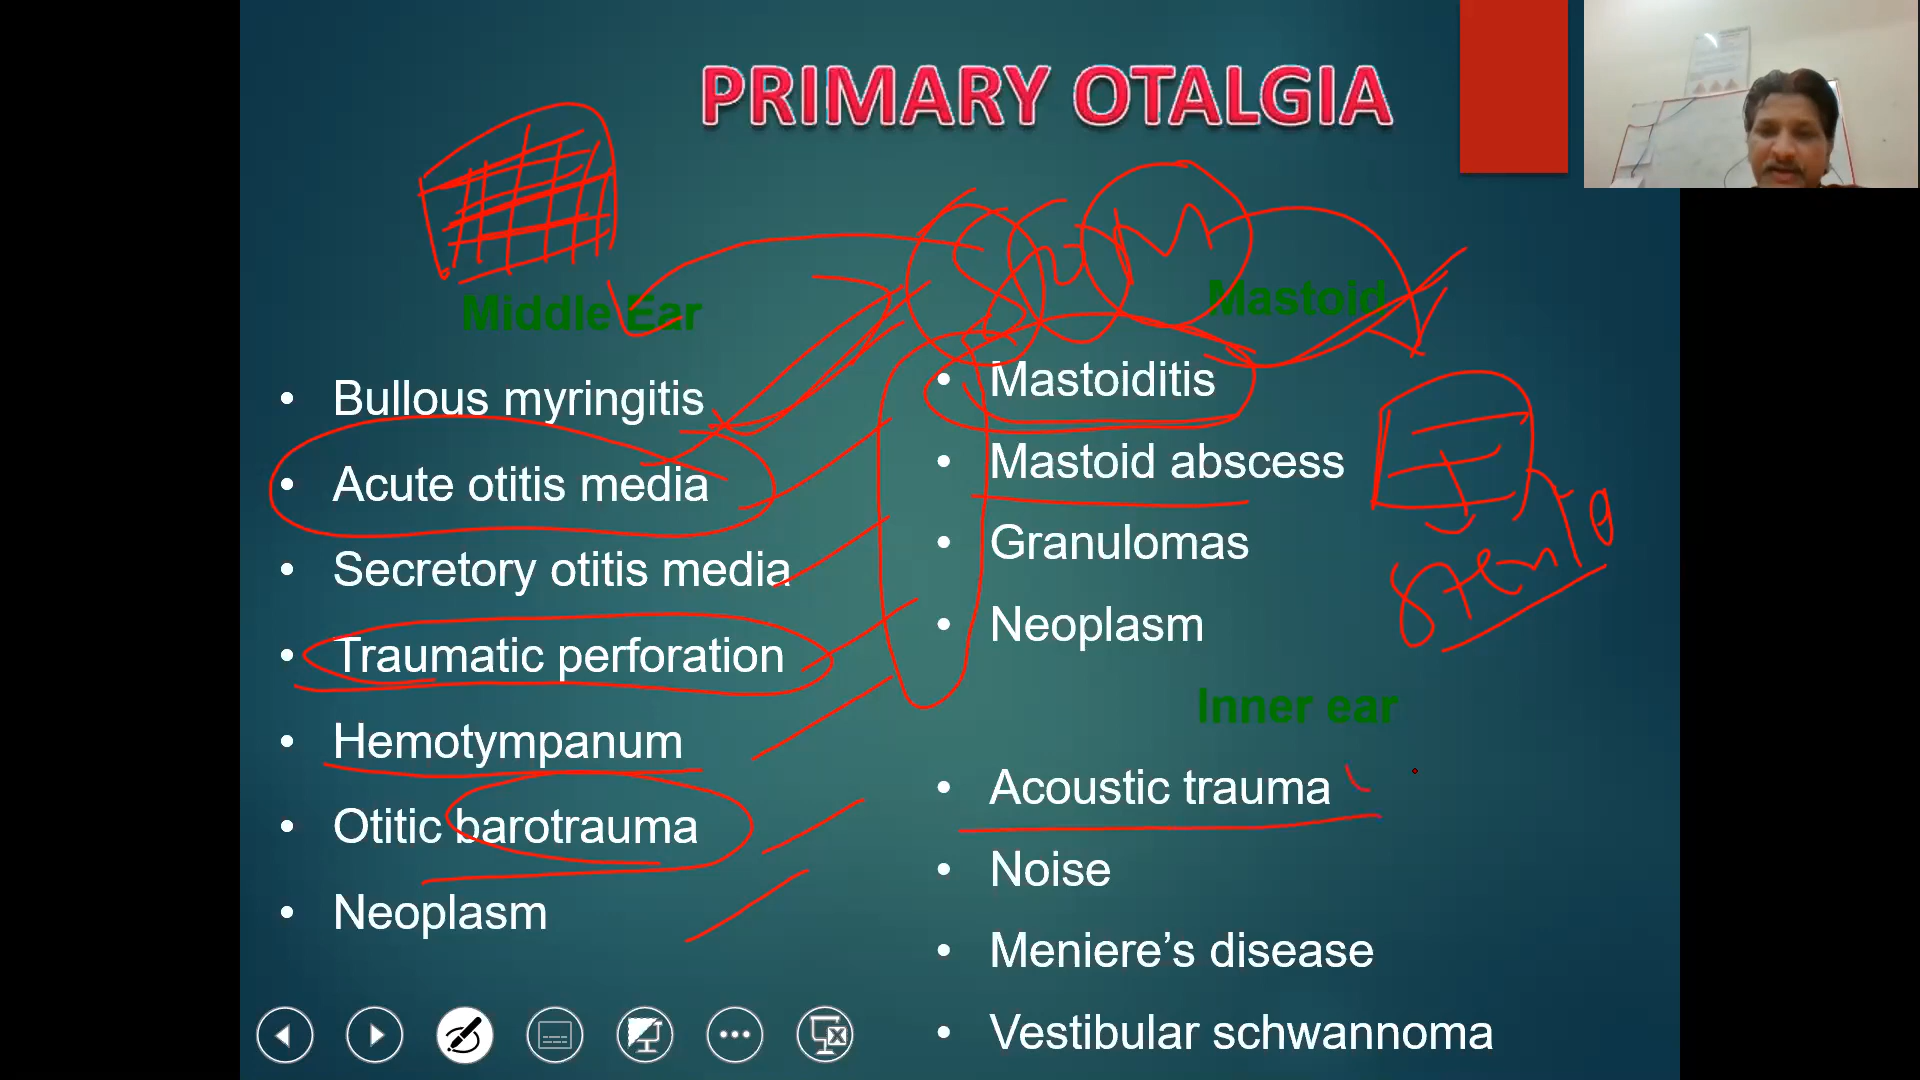 PRIMARY OTALGIA
Middle Ear
• Bullous myringitis
• Acute otitis media
• Secretory otitis media
• Traumatic perforation
• Hemotympanum
• Otitic barotrauma
• Neoplasm
Mastoid
• Mastoiditis
• Mastoid abscess
• Granulomas
• Neoplasm
Inner ear
• Acoustic trauma
• Noise
• Meniere’s disease
• Vestibular schwannoma